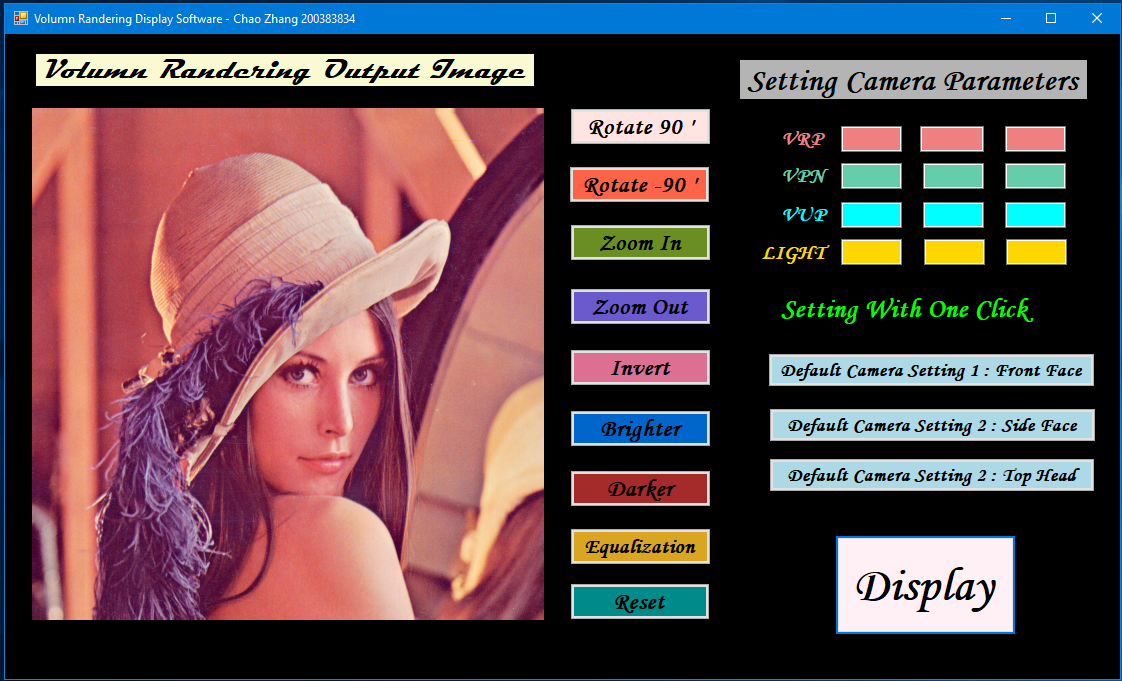 Volumn Randering Display Software - Chao Zhang 200383834
Volumn Randering Output Image
Rotate 90 '
Rotate -90 '
Zoom In
Zoom Out
Invert
Brighter
Darker
Equalization
Reset
Setting Camera Parameters
VRP
VPN
VUP
LIGHT
Setting With One Click
Default Camera Setting 1 : Front Face
Default Camera Setting 2 : Side Face
Default Camera Setting 2 : Top Head
Display